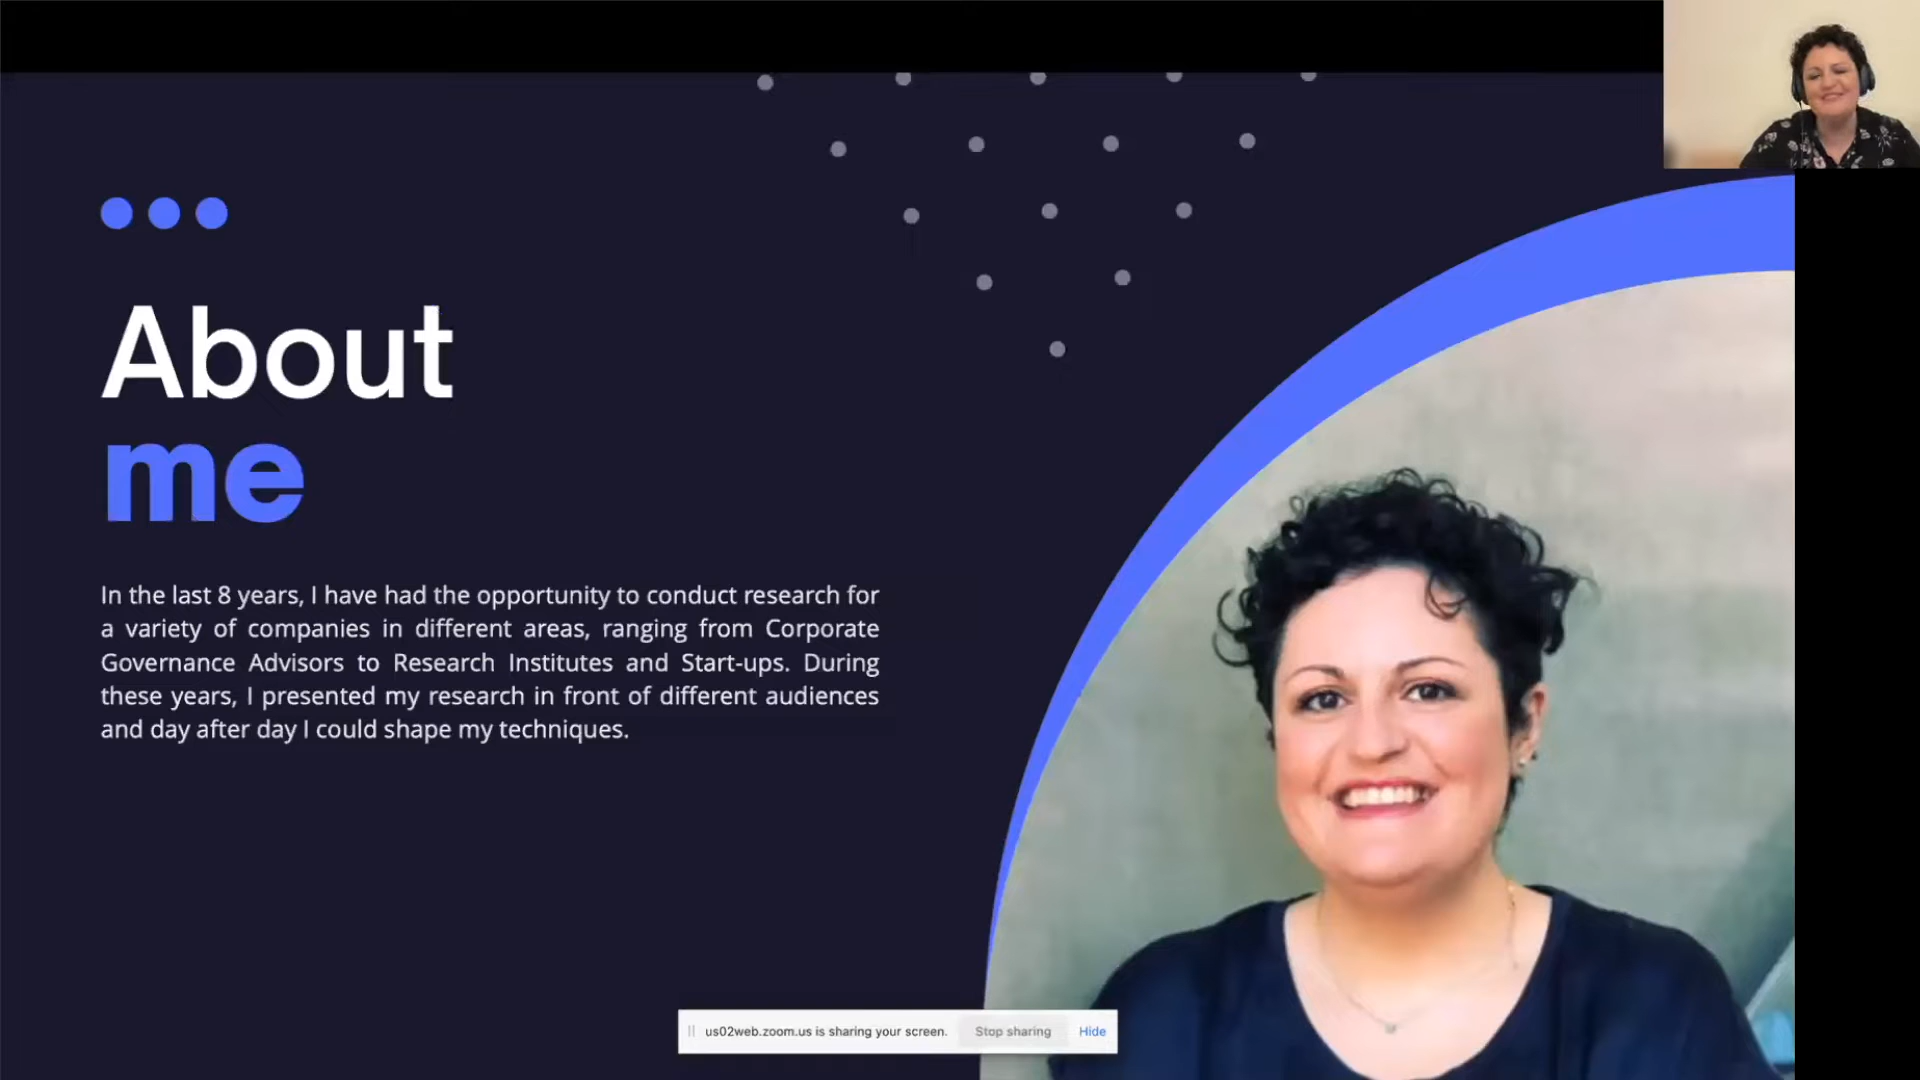 About
me
In the last 8 years, I have had the opportunity to conduct research for
a variety of companies in different areas, ranging from Corporate
Governance Advisors to Research Institutes and Start-ups. During
these years, I presented my research in front of different audiences
and day after day I could shape my techniques.
us02web.zoom.us is sharing your screen. Stop sharing Hide